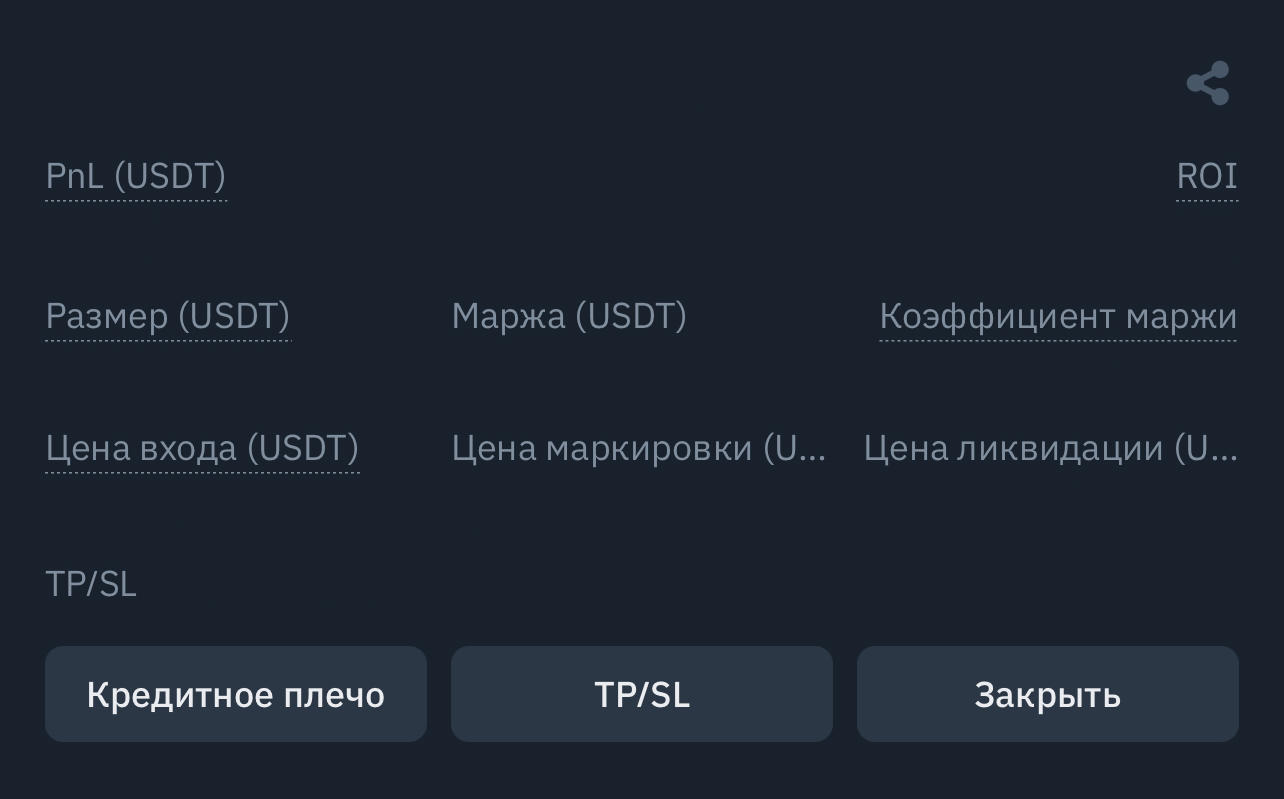 PnL (USDT) ROI
Размер (USDT) Маржа (USDT) Коэффициент маржи
Цена входа (USDT) Цена маркировки (U... Цена ликвидации (U...
TP/SL
Кредитное плечо TP/SL Закрыть